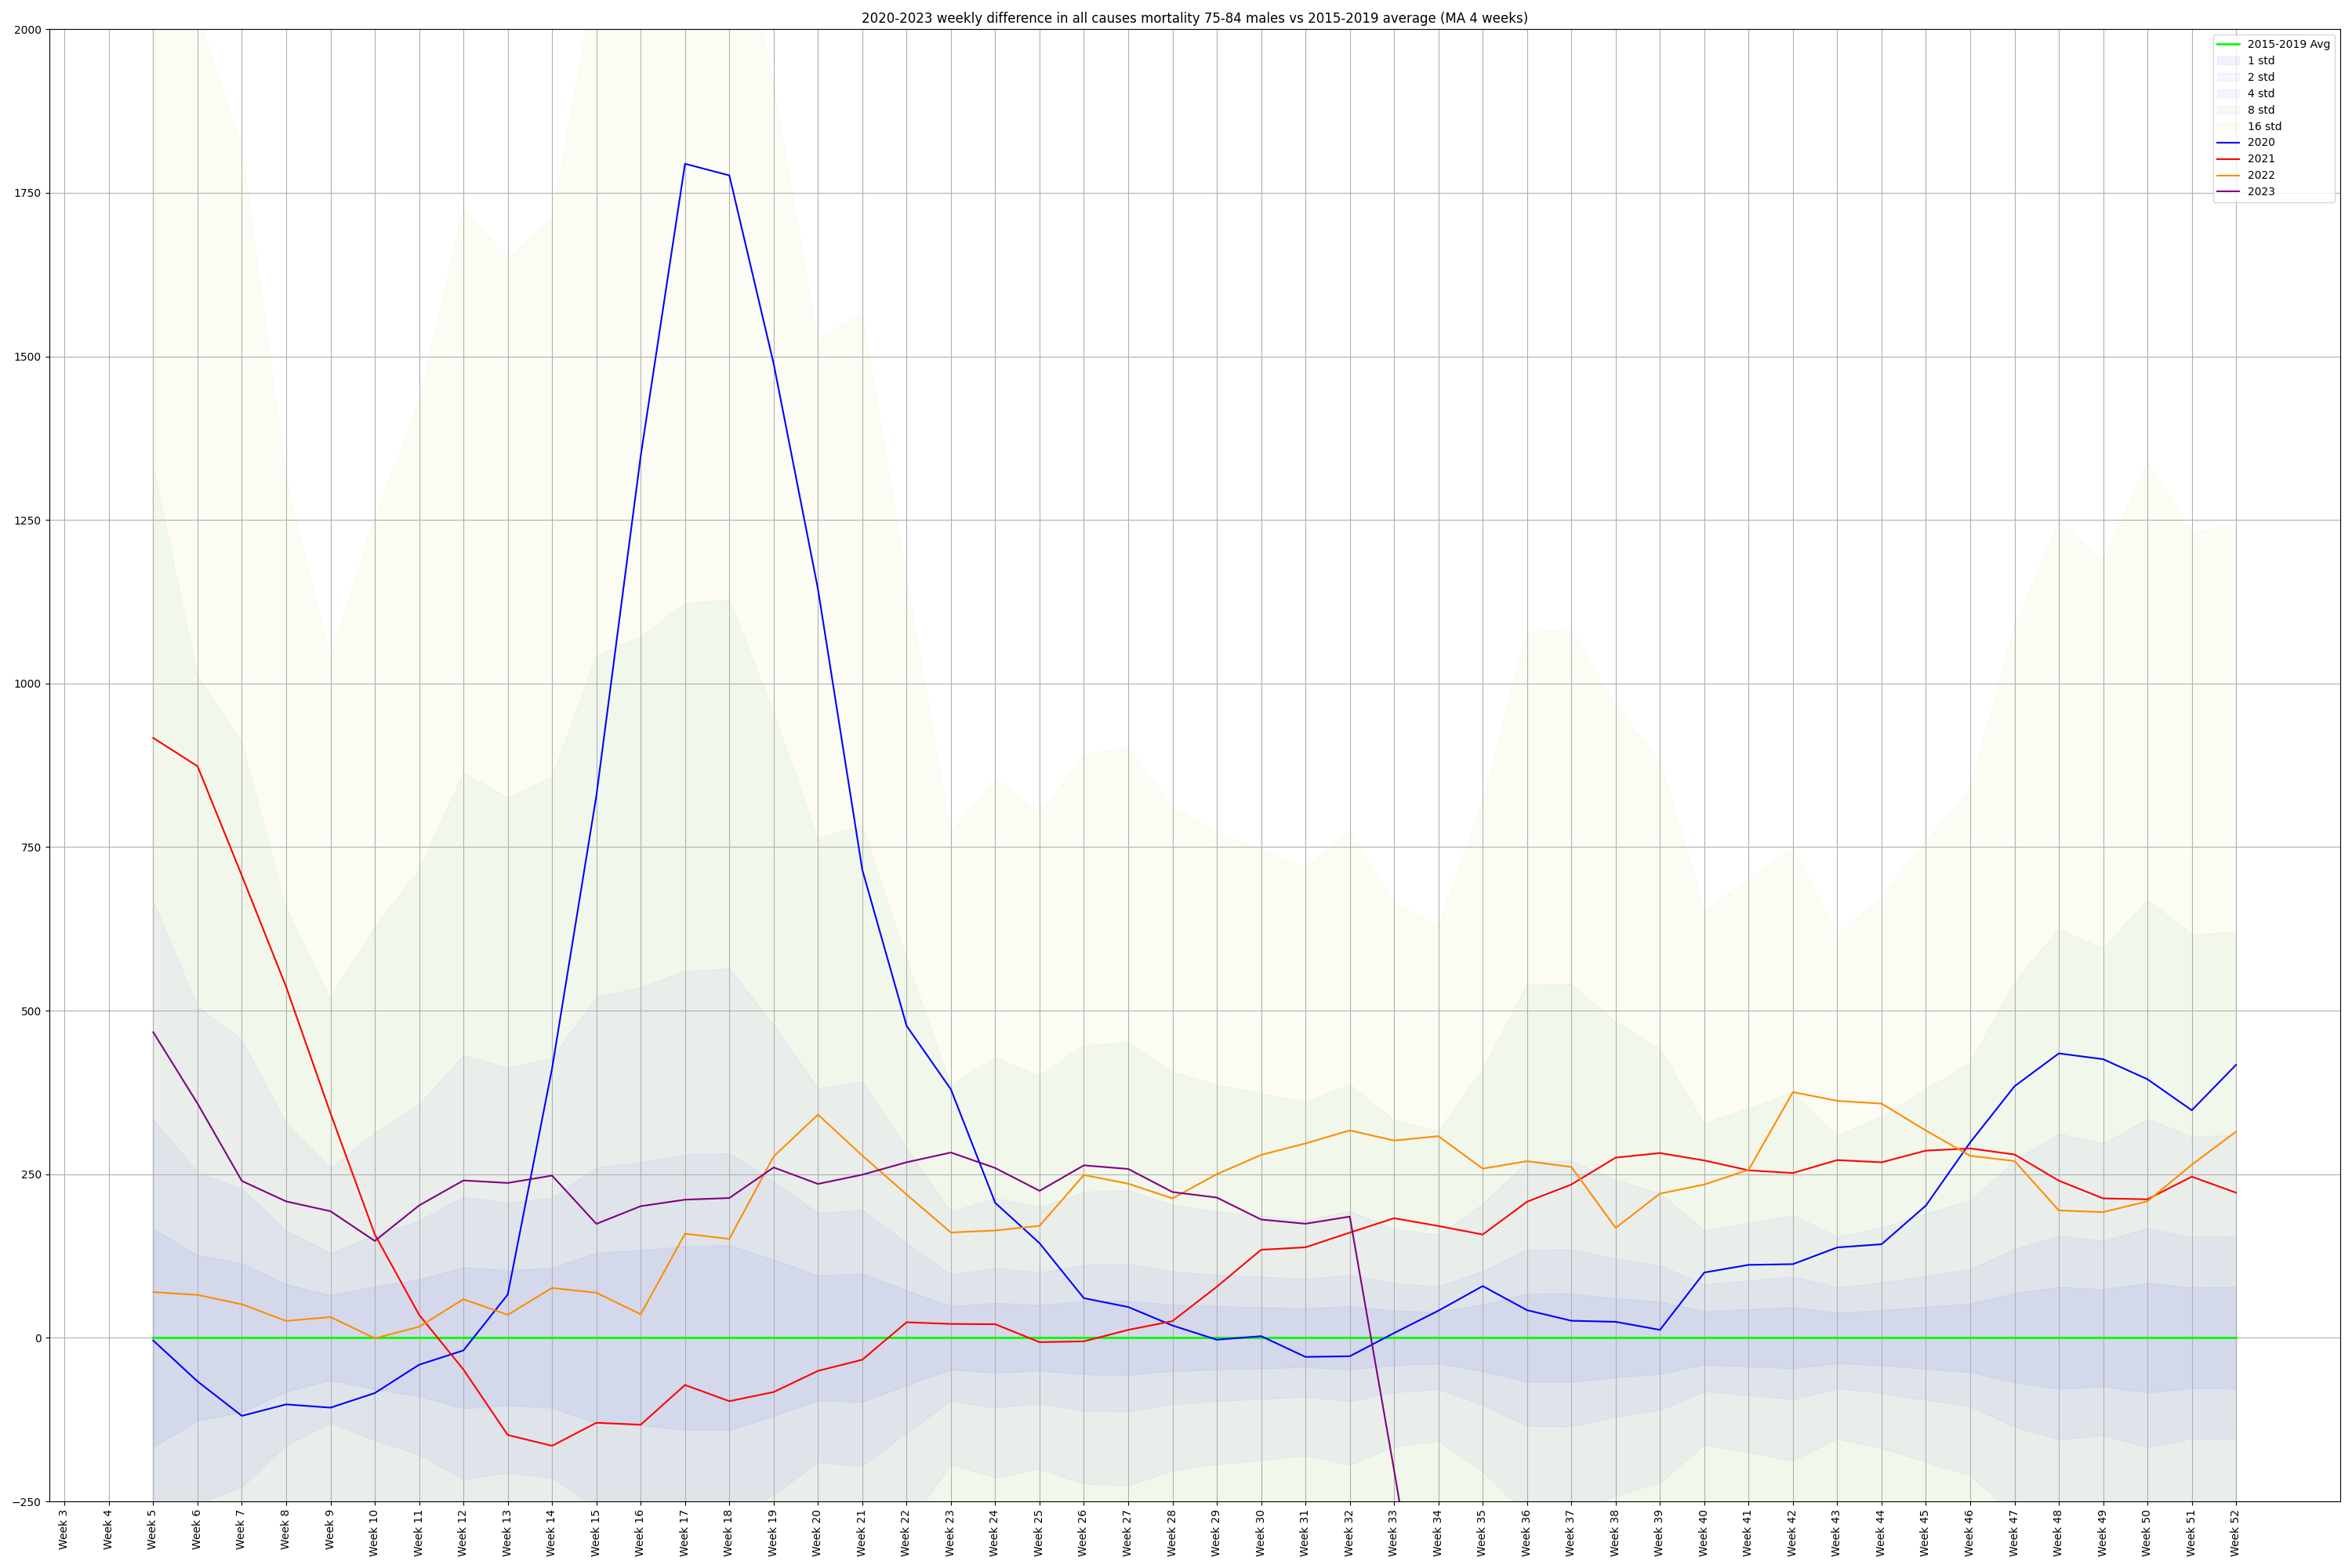 2020-2023 weekly difference in all causes mortality 75-84 males vs 2015-2019 average (MA 4 weeks)
2000
1750
1500
1250
1000
750
500
250
0
−250
2015-2019 Avg
1 std
2 std
4 std
8 std
16 std
2020
2021
2022
2023
Week 3
Week 4
Week 5
Week 6
Week 7
Week 8
Week 9
Week 10
Week 11
Week 12
Week 13
Week 14
Week 15
Week 16
Week 17
Week 18
Week 19
Week 20
Week 21
Week 22
Week 23
Week 24
Week 25
Week 26
Week 27
Week 28
Week 29
Week 30
Week 31
Week 32
Week 33
Week 34
Week 35
Week 36
Week 37
Week 38
Week 39
Week 40
Week 41
Week 42
Week 43
Week 44
Week 45
Week 46
Week 47
Week 48
Week 49
Week 50
Week 51
Week 52